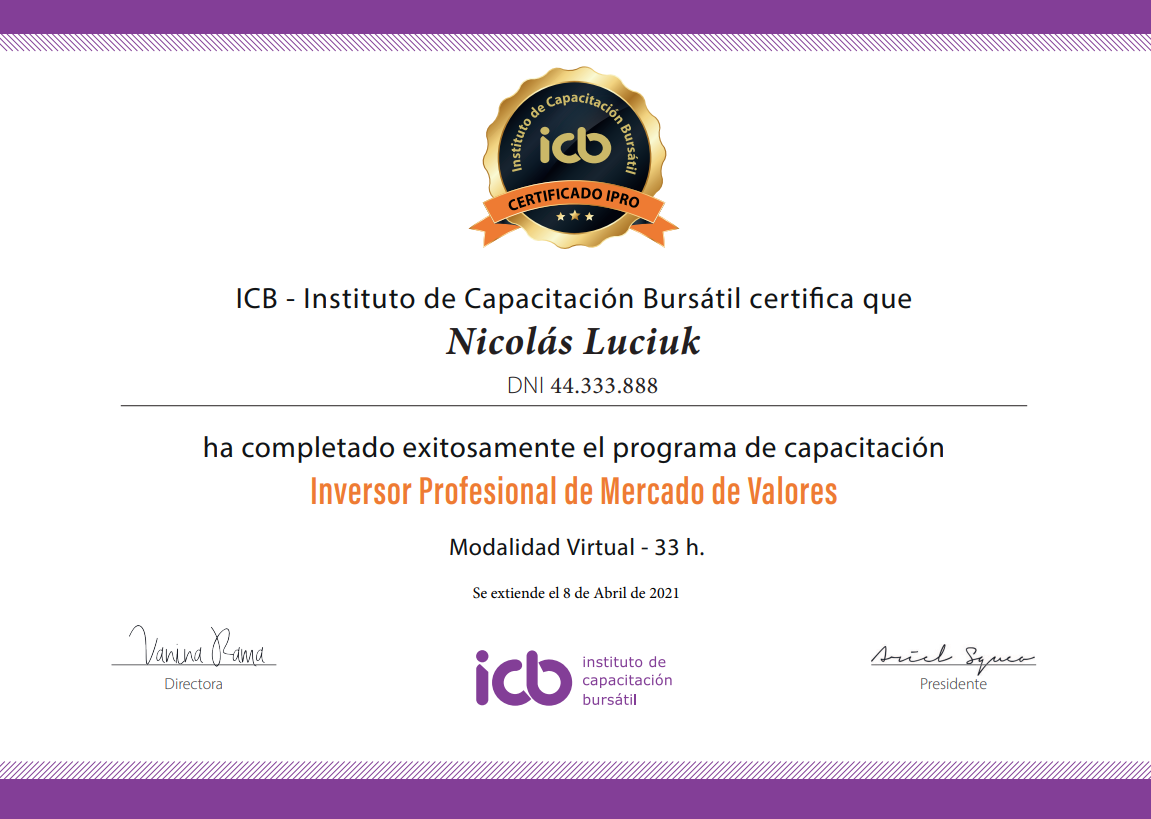 Instituto de Capacitación Bursátil
icb
CERTIFICADO IPRO
ICB - Instituto de Capacitación Bursátil certifica que
Nicolás Luciuk
DNI 44.333.888
ha completado exitosamente el programa de capacitación
Inversor Profesional de Mercado de Valores
Modalidad Virtual - 33 h.
Se extiende el 8 de Abril de 2021
Vanina Rama
Directora
icb
instituto de
capacitación
bursátil
Ariel Squeo
Presidente